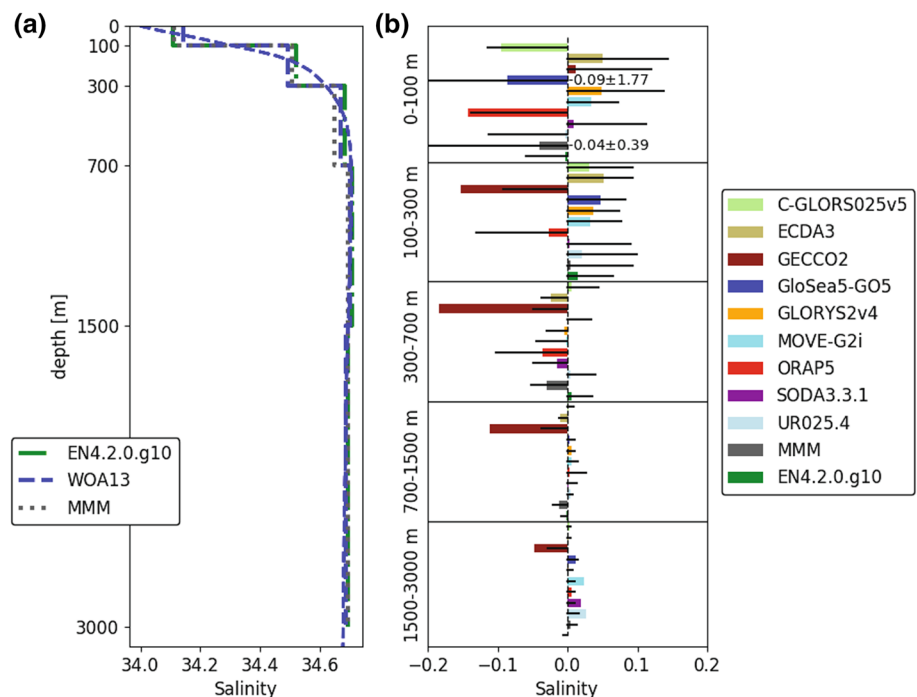 (a)
0
100
300
700
1500
3000
depth [m]
34.0 34.2 34.4 34.6
Salinity
EN4.2.0.g10
WOA13
MMM
(b)
-0.09±1.77
-0.04±0.39
0-100 m
100-300 m
300-700 m
700-1500 m
1500-3000 m
−0.2 −0.1 0.0 0.1 0.2
Salinity
C-GLORS025v5
ECDA3
GECCO2
GloSea5-GO5
GLORYS2v4
MOVE-G2i
ORAP5
SODA3.3.1
UR025.4
MMM
EN4.2.0.g10